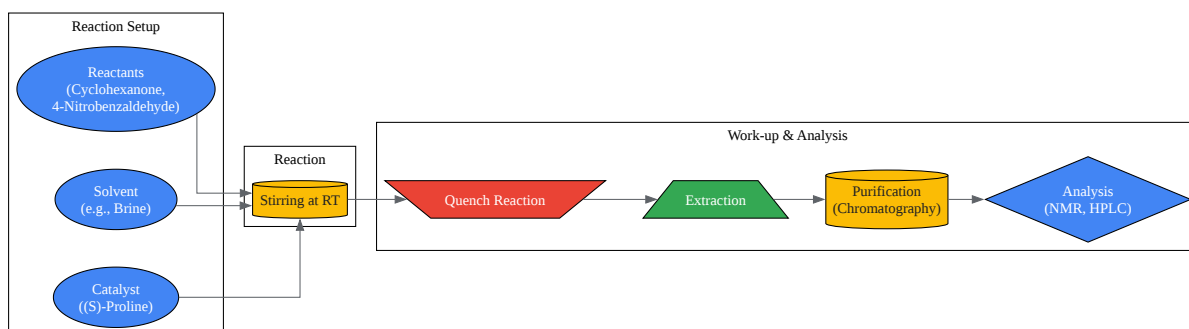 Reaction Setup
Reactants
(Cyclohexanone,
4-Nitrobenzaldehyde)
Solvent
(e.g., Brine)
Catalyst
((S)-Proline)
Reaction
Stirring at RT
Work-up & Analysis
Quench Reaction
Extraction
Purification
(Chromatography)
Analysis
(NMR, HPLC)